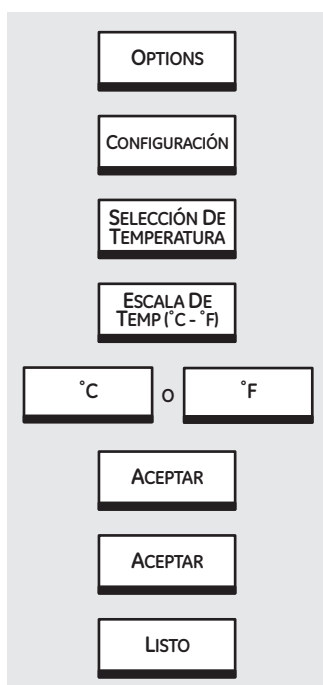 OPTIONS
CONFIGURACIÓN
SELECCIÓN DE
TEMPERATURA
ESCALA DE
TEMP (°C - °F)
°C o °F
ACEPTAR
ACEPTAR
LISTO